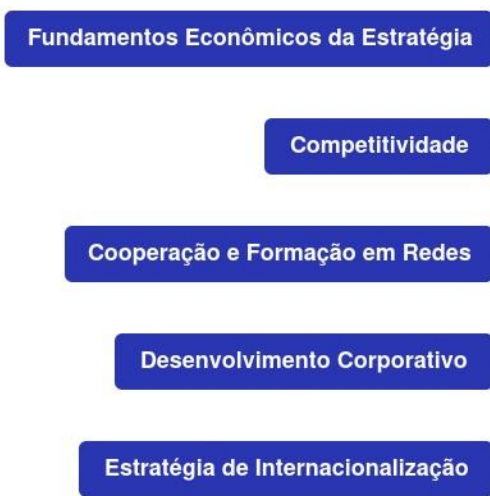 Fundamentos Econômicos da Estratégia
Competitividade
Cooperação e Formação em Redes
Desenvolvimento Corporativo
Estratégia de Internacionalização